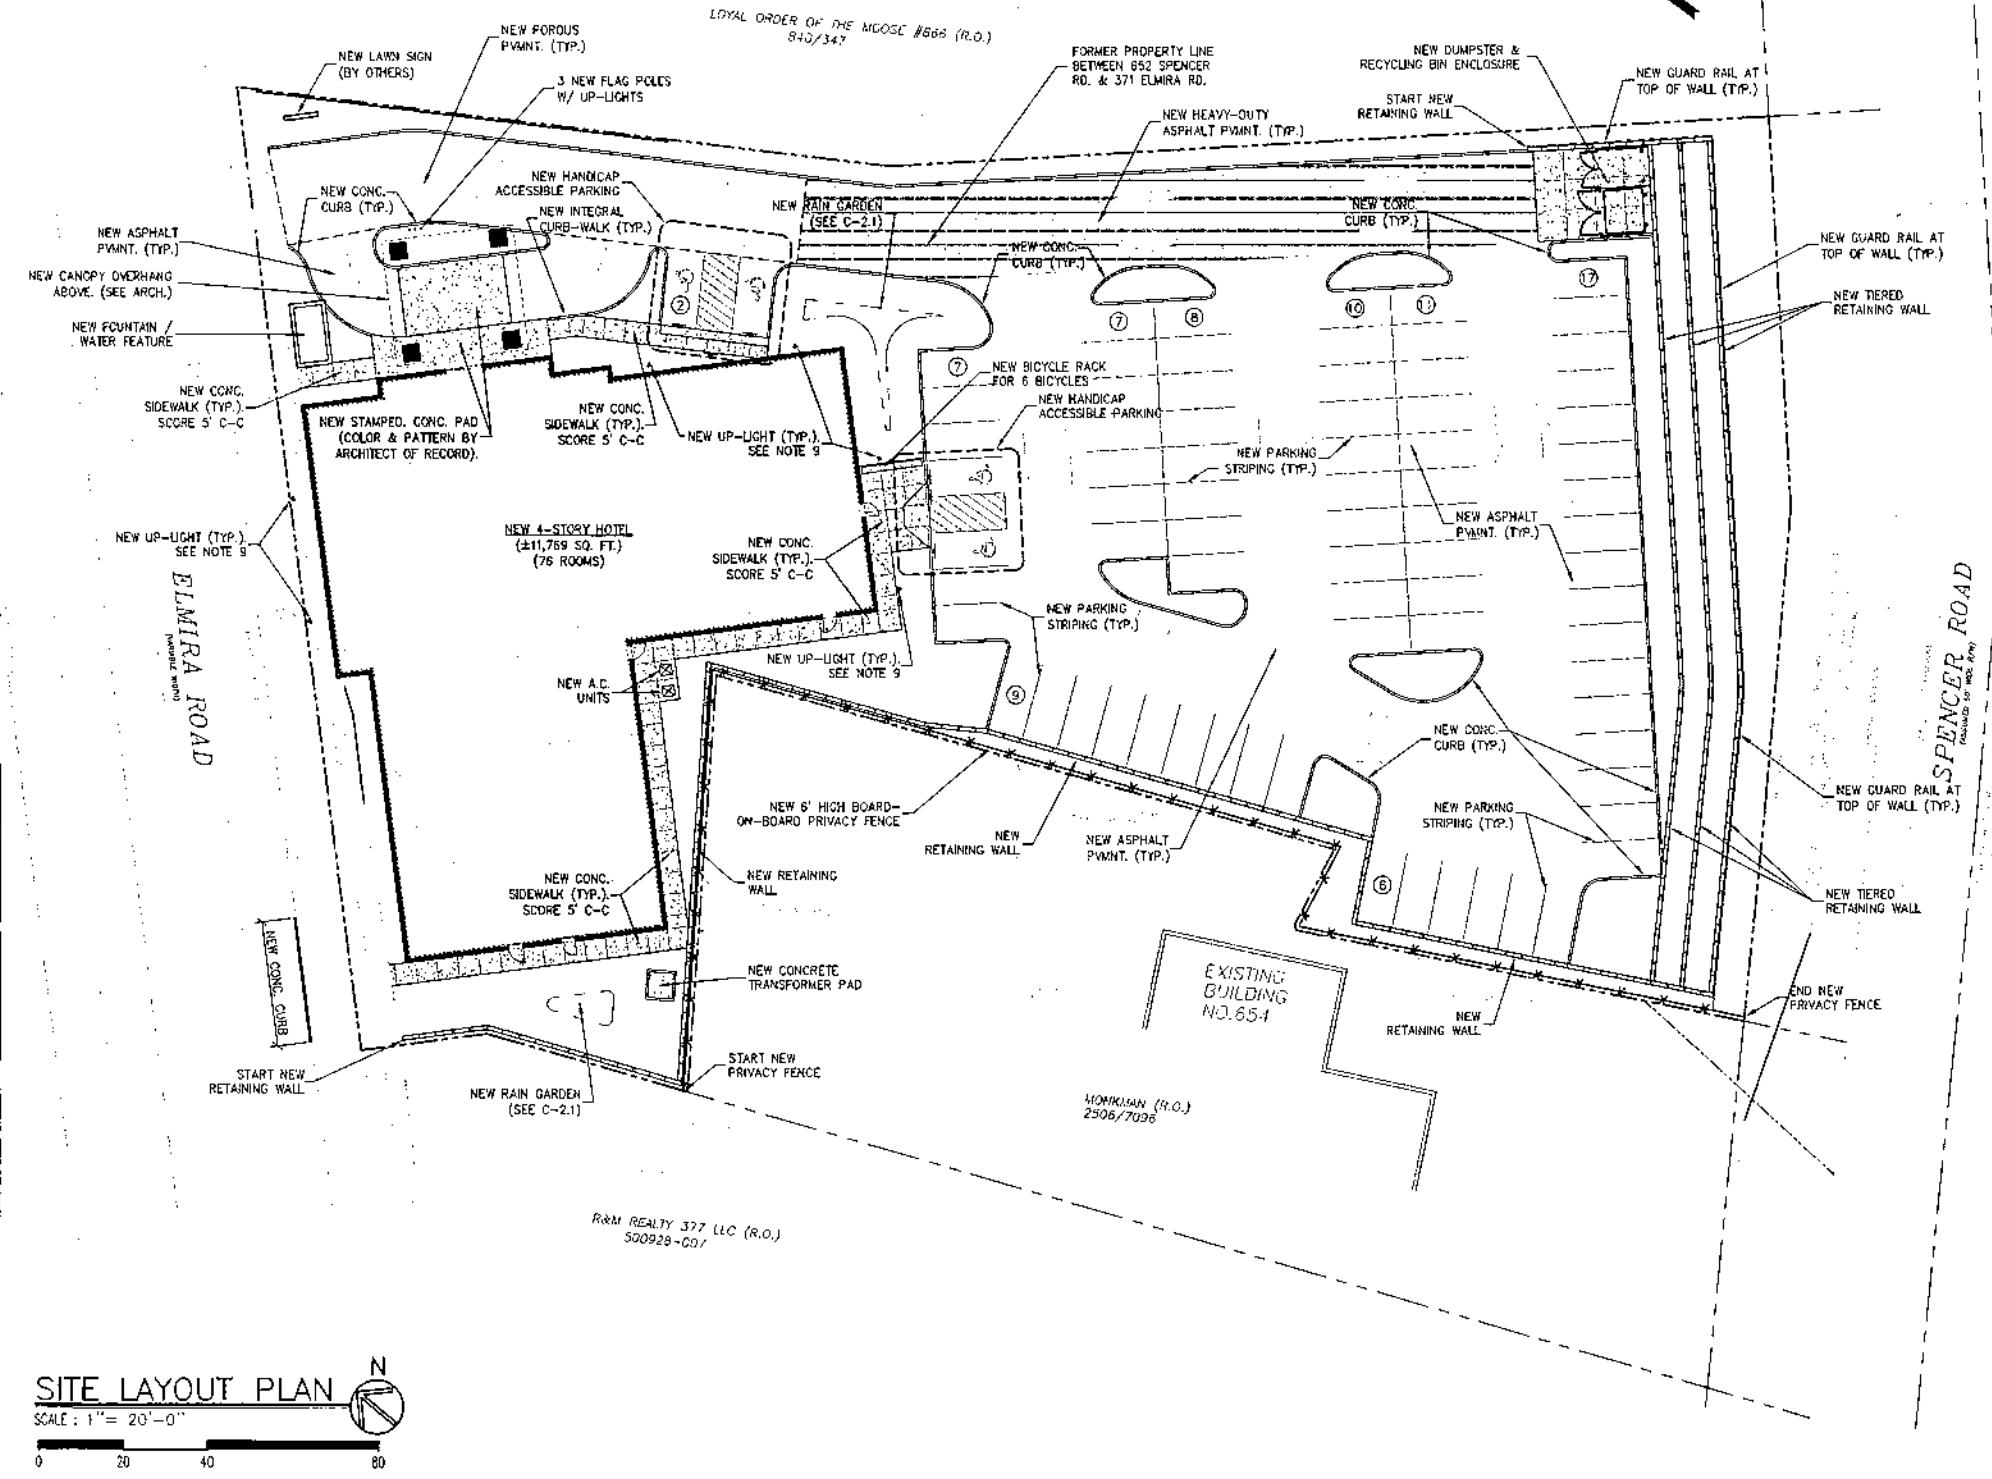 LOYAL ORDER OF THE MOOSE #666 (R.O.)
840/347
NEW POROUS
PVMNT. (TYP.)
NEW LAWN SIGN
(BY OTHERS)
3 NEW FLAG POLES
W/ UP-LIGHTS
FORMER PROPERTY LINE
BETWEEN 652 SPENCER
RD. & 371 ELMIRA RD.
NEW DUMPSTER &
RECYCLING BIN ENCLOSURE
NEW GUARD RAIL AT
TOP OF WALL (TYP.)
START NEW
RETAINING WALL
NEW HEAVY-DUTY
ASPHALT PVMNT. (TYP.)
NEW HANDICAP
ACCESSIBLE PARKING
NEW CONC.
CURB (TYP.)
NEW INTEGRAL
CURB-WALK (TYP.)
NEW RAIN GARDEN
(SEE C-2.1)
NEW CONC.
CURB (TYP.)
NEW ASPHALT
PVMNT. (TYP.)
NEW CONC.
CURB (TYP.)
NEW GUARD RAIL AT
TOP OF WALL (TYP.)
NEW CANOPY OVERHANG
ABOVE. (SEE ARCH.)
2
17
10
11
7
8
NEW TIERED
RETAINING WALL
NEW FOUNTAIN /
WATER FEATURE
7
NEW BICYCLE RACK
FOR 6 BICYCLES
NEW CONC.
SIDEWALK (TYP.).
SCORE 5' C-C
NEW HANDICAP
ACCESSIBLE PARKING
NEW STAMPED. CONC. PAD
(COLOR & PATTERN BY
ARCHITECT OF RECORD).
NEW CONC.
SIDEWALK (TYP.).
SCORE 5' C-C
NEW UP-LIGHT (TYP.).
SEE NOTE 9
NEW PARKING
STRIPING (TYP.)
NEW UP-LIGHT (TYP.).
SEE NOTE 9
NEW 4-STORY HOTEL
(±11,769 SQ. FT.)
(76 ROOMS)
NEW CONC.
SIDEWALK (TYP.).
SCORE 5' C-C
NEW ASPHALT
PVMNT. (TYP.)
ELMIRA ROAD
SPENCER ROAD
NEW PARKING
STRIPING (TYP.)
NEW UP-LIGHT (TYP.).
SEE NOTE 9
NEW A.C.
UNITS
9
NEW CONC.
CURB (TYP.)
NEW 6' HIGH BOARD-
ON-BOARD PRIVACY FENCE
NEW
RETAINING WALL
NEW ASPHALT
PVMNT. (TYP.)
NEW PARKING
STRIPING (TYP.)
NEW GUARD RAIL AT
TOP OF WALL (TYP.)
NEW CONC.
SIDEWALK (TYP.).
SCORE 5' C-C
NEW RETAINING
WALL
6
NEW TIERED
RETAINING WALL
NEW CONC. CURB
NEW CONCRETE
TRANSFORMER PAD
EXISTING
BUILDING
NO.654
NEW
RETAINING WALL
END NEW
PRIVACY FENCE
START NEW
RETAINING WALL
NEW RAIN GARDEN
(SEE C-2.1)
START NEW
PRIVACY FENCE
MONKMAN (R.O.)
2506/7096
R&M REALTY 377 LLC (R.O.)
500928-007
SITE LAYOUT PLAN
N
SCALE : 1"= 20'-0"
0 20 40 80